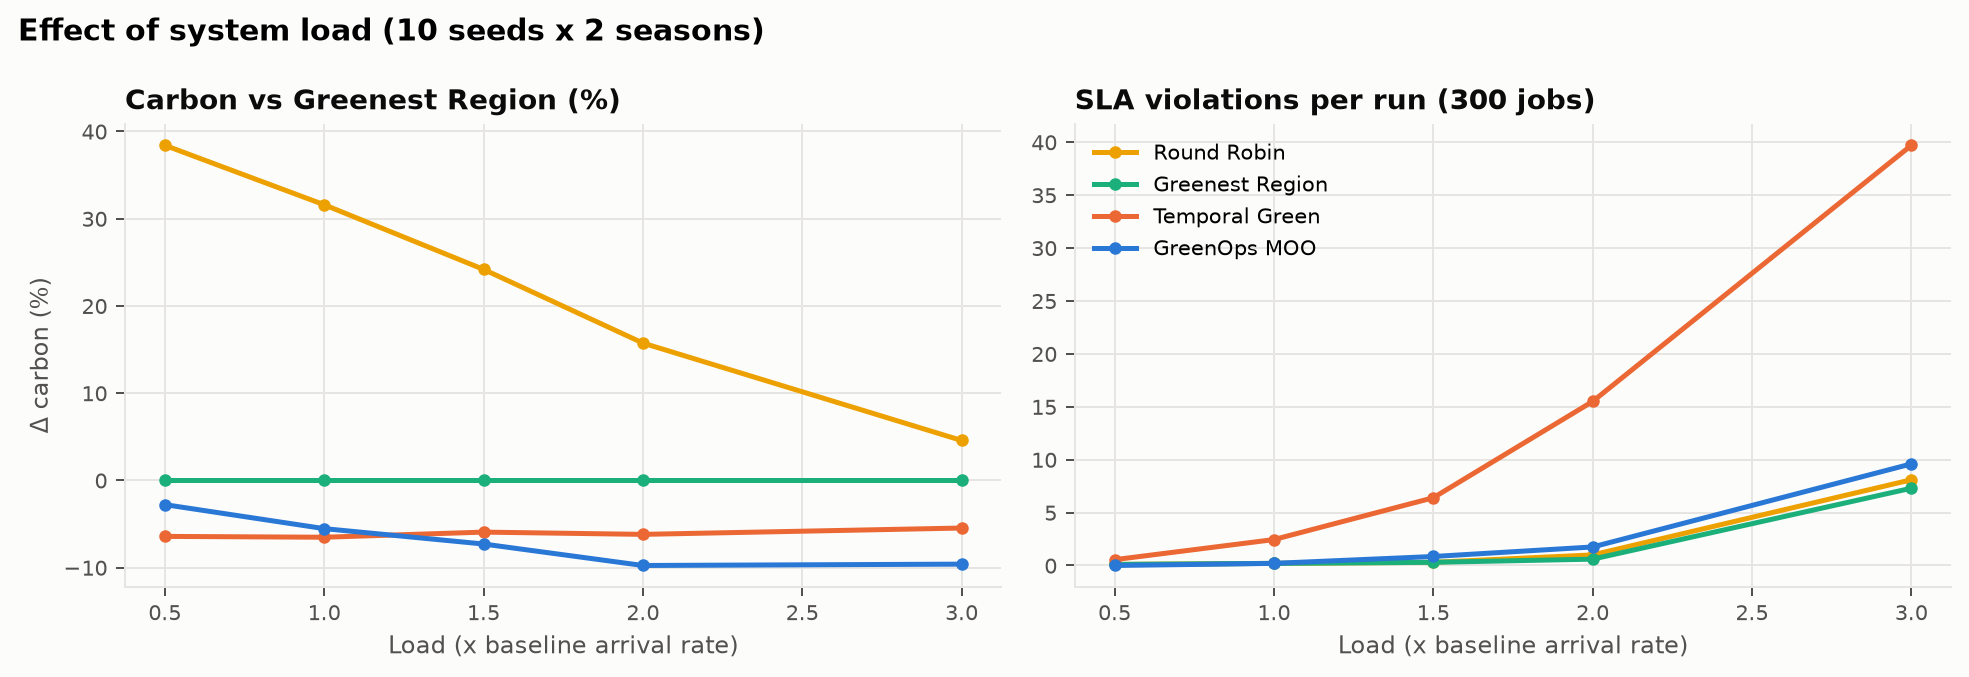 Effect of system load (10 seeds x 2 seasons)
Carbon vs Greenest Region (%)
40
30
20
10
0
−10
Δ carbon (%)
0.5 1.0 1.5 2.0 2.5 3.0
Load (x baseline arrival rate)
SLA violations per run (300 jobs)
Round Robin
Greenest Region
Temporal Green
GreenOps MOO
40
35
30
25
20
15
10
5
0
0.5 1.0 1.5 2.0 2.5 3.0
Load (x baseline arrival rate)